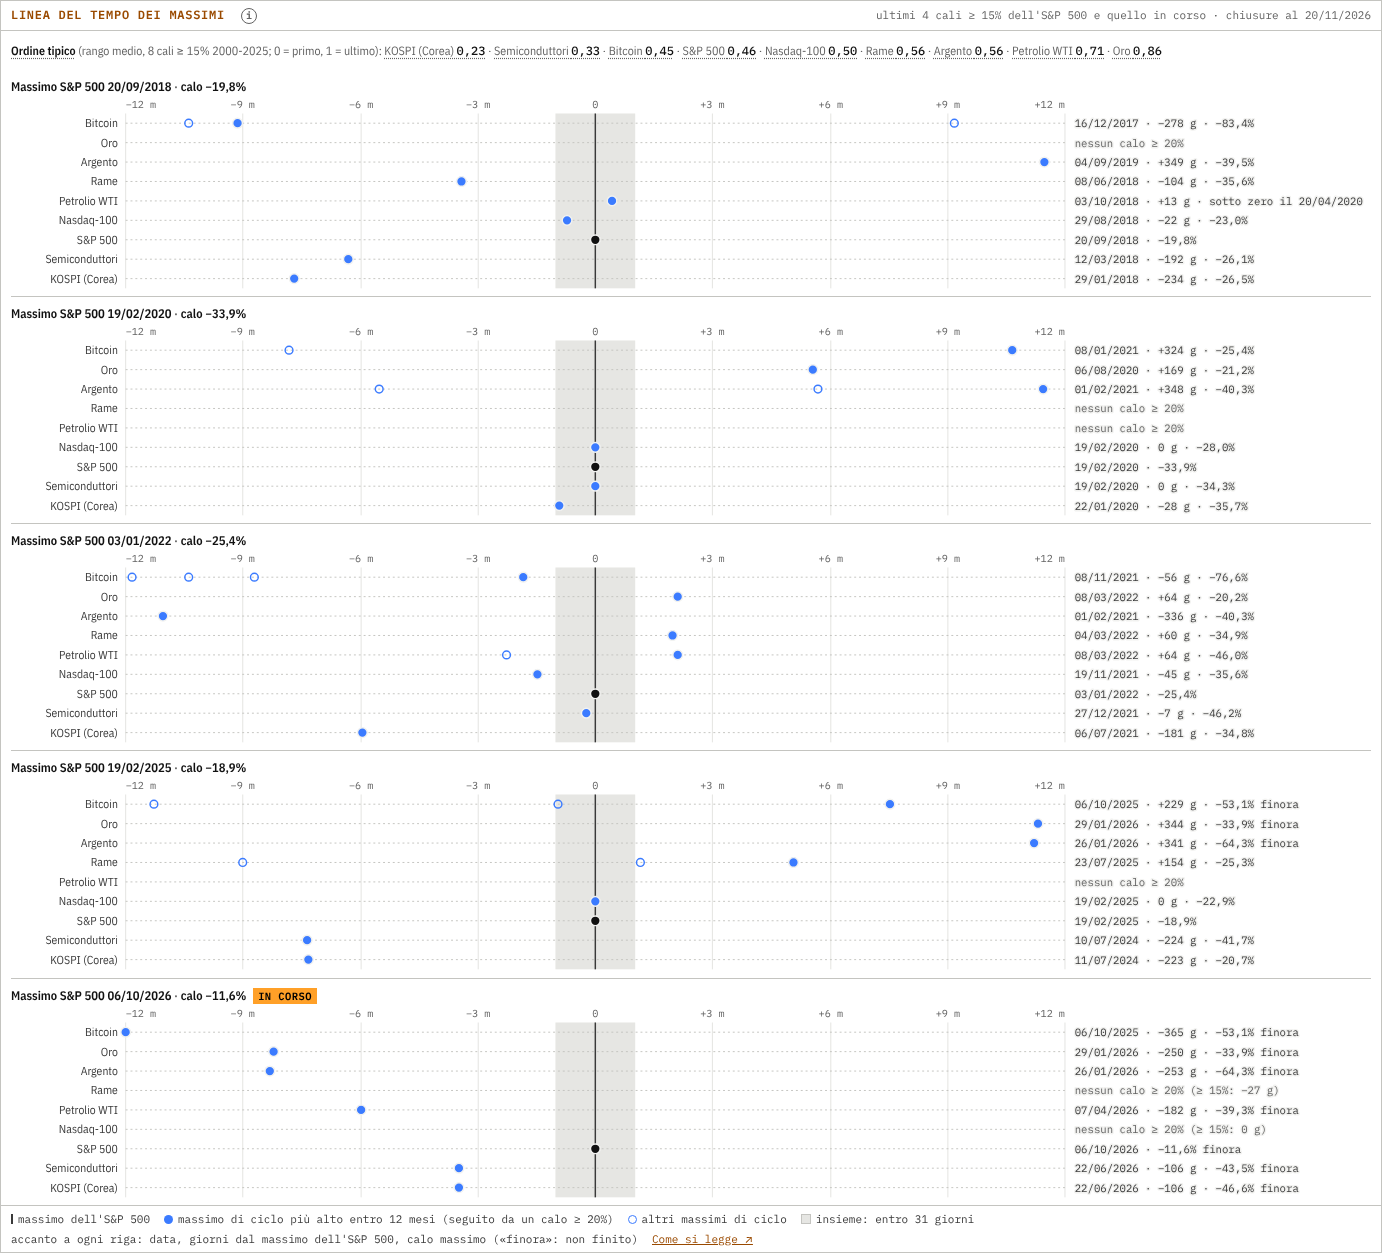 LINEA DEL TEMPO DEI MASSIMI i ultimi 4 cali ≥ 15% dell'S&P 500 e quello in corso · chiusure al 20/11/2026
Ordine tipico (rango medio, 8 cali ≥ 15% 2000-2025; 0 = primo, 1 = ultimo): KOSPI (Corea) 0,23 · Semiconduttori 0,33 · Bitcoin 0,45 · S&P 500 0,46 · Nasdaq-100 0,50 · Rame 0,56 · Argento 0,56 · Petrolio WTI 0,71 · Oro 0,86
Massimo S&P 500 20/09/2018 · calo −19,8%
−12 m −9 m −6 m −3 m 0 +3 m +6 m +9 m +12 m
Bitcoin 16/12/2017 · −278 g · −83,4%
Oro nessun calo ≥ 20%
Argento 04/09/2019 · +349 g · −39,5%
Rame 08/06/2018 · −104 g · −35,6%
Petrolio WTI 03/10/2018 · +13 g · sotto zero il 20/04/2020
Nasdaq-100 29/08/2018 · −22 g · −23,0%
S&P 500 20/09/2018 · −19,8%
Semiconduttori 12/03/2018 · −192 g · −26,1%
KOSPI (Corea) 29/01/2018 · −234 g · −26,5%
Massimo S&P 500 19/02/2020 · calo −33,9%
−12 m −9 m −6 m −3 m 0 +3 m +6 m +9 m +12 m
Bitcoin 08/01/2021 · +324 g · −25,4%
Oro 06/08/2020 · +169 g · −21,2%
Argento 01/02/2021 · +348 g · −40,3%
Rame nessun calo ≥ 20%
Petrolio WTI nessun calo ≥ 20%
Nasdaq-100 19/02/2020 · 0 g · −28,0%
S&P 500 19/02/2020 · −33,9%
Semiconduttori 19/02/2020 · 0 g · −34,3%
KOSPI (Corea) 22/01/2020 · −28 g · −35,7%
Massimo S&P 500 03/01/2022 · calo −25,4%
−12 m −9 m −6 m −3 m 0 +3 m +6 m +9 m +12 m
Bitcoin 08/11/2021 · −56 g · −76,6%
Oro 08/03/2022 · +64 g · −20,2%
Argento 01/02/2021 · −336 g · −40,3%
Rame 04/03/2022 · +60 g · −34,9%
Petrolio WTI 08/03/2022 · +64 g · −46,0%
Nasdaq-100 19/11/2021 · −45 g · −35,6%
S&P 500 03/01/2022 · −25,4%
Semiconduttori 27/12/2021 · −7 g · −46,2%
KOSPI (Corea) 06/07/2021 · −181 g · −34,8%
Massimo S&P 500 19/02/2025 · calo −18,9%
−12 m −9 m −6 m −3 m 0 +3 m +6 m +9 m +12 m
Bitcoin 06/10/2025 · +229 g · −53,1% finora
Oro 29/01/2026 · +344 g · −33,9% finora
Argento 26/01/2026 · +341 g · −64,3% finora
Rame 23/07/2025 · +154 g · −25,3%
Petrolio WTI nessun calo ≥ 20%
Nasdaq-100 19/02/2025 · 0 g · −22,9%
S&P 500 19/02/2025 · −18,9%
Semiconduttori 10/07/2024 · −224 g · −41,7%
KOSPI (Corea) 11/07/2024 · −223 g · −20,7%
Massimo S&P 500 06/10/2026 · calo −11,6% IN CORSO
−12 m −9 m −6 m −3 m 0 +3 m +6 m +9 m +12 m
Bitcoin 06/10/2025 · −365 g · −53,1% finora
Oro 29/01/2026 · −250 g · −33,9% finora
Argento 26/01/2026 · −253 g · −64,3% finora
Rame nessun calo ≥ 20% (≥ 15%: −27 g)
Petrolio WTI 07/04/2026 · −182 g · −39,3% finora
Nasdaq-100 nessun calo ≥ 20% (≥ 15%: 0 g)
S&P 500 06/10/2026 · −11,6% finora
Semiconduttori 22/06/2026 · −106 g · −43,5% finora
KOSPI (Corea) 22/06/2026 · −106 g · −46,6% finora
massimo dell'S&P 500 massimo di ciclo più alto entro 12 mesi (seguito da un calo ≥ 20%) altri massimi di ciclo insieme: entro 31 giorni
accanto a ogni riga: data, giorni dal massimo dell'S&P 500, calo massimo («finora»: non finito) Come si legge ↗